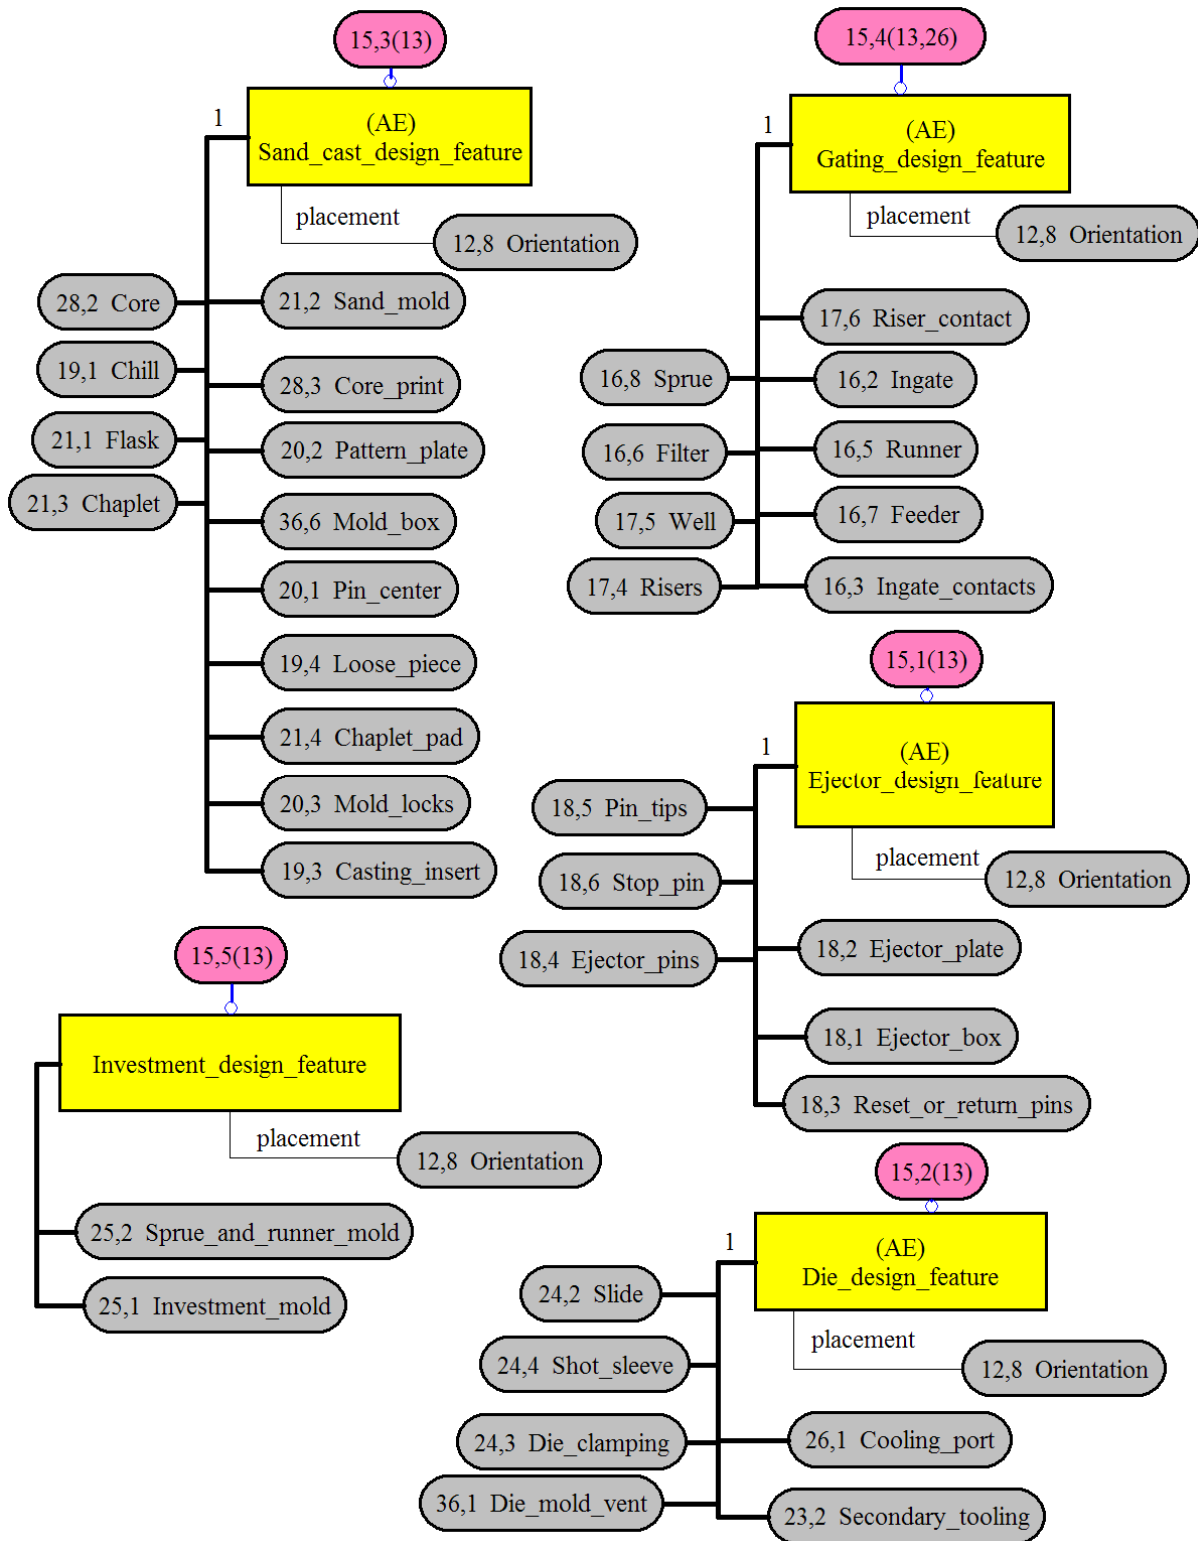 15,3(13)
1
(AE)
Sand_cast_design_feature
placement
12,8 Orientation
28,2 Core
21,2 Sand_mold
19,1 Chill
28,3 Core_print
21,1 Flask
20,2 Pattern_plate
21,3 Chaplet
36,6 Mold_box
20,1 Pin_center
19,4 Loose_piece
21,4 Chaplet_pad
20,3 Mold_locks
19,3 Casting_insert
15,4(13,26)
1
(AE)
Gating_design_feature
placement
12,8 Orientation
17,6 Riser_contact
16,8 Sprue
16,2 Ingate
16,6 Filter
16,5 Runner
17,5 Well
16,7 Feeder
17,4 Risers
16,3 Ingate_contacts
15,1(13)
1
(AE)
Ejector_design_feature
placement
12,8 Orientation
18,5 Pin_tips
18,6 Stop_pin
18,4 Ejector_pins
18,2 Ejector_plate
18,1 Ejector_box
18,3 Reset_or_return_pins
15,5(13)
Investment_design_feature
placement
12,8 Orientation
25,2 Sprue_and_runner_mold
25,1 Investment_mold
15,2(13)
1
(AE)
Die_design_feature
placement
12,8 Orientation
24,2 Slide
24,4 Shot_sleeve
24,3 Die_clamping
26,1 Cooling_port
36,1 Die_mold_vent
23,2 Secondary_tooling